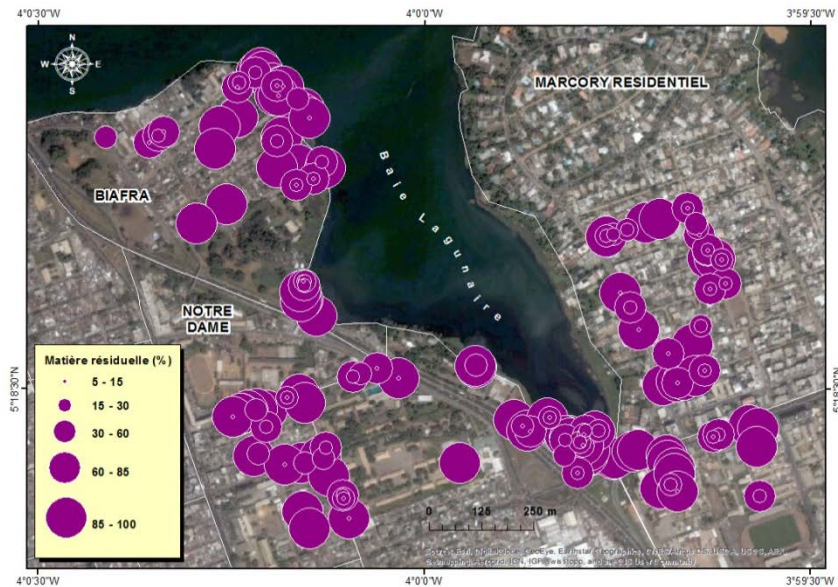 4°0'30"W
4°0'0"W
3°59'30"W
N
W
E
S
MARCORY RESIDENTIEL
BIAFRA
Baie Lagunaire
NOTRE
DAME
5°18'30"N
5°18'30"N
Matière résiduelle (%)
5 - 15
15 - 30
30 - 60
60 - 85
85 - 100
0 125 250 m
4°0'30"W
4°0'0"W
3°59'30"W